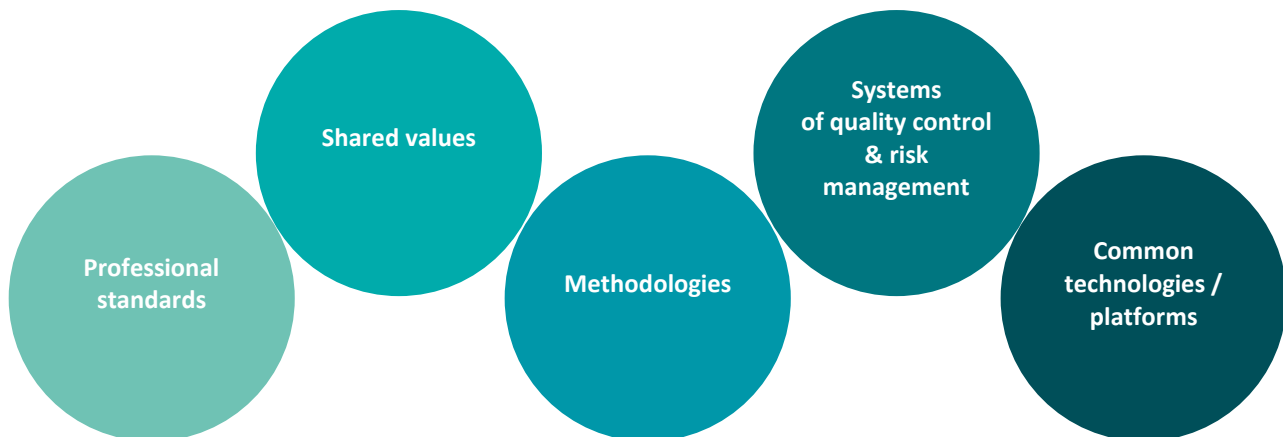 Professional
standards
Shared values
Methodologies
Systems
of quality control
& risk
management
Common
technologies /
platforms